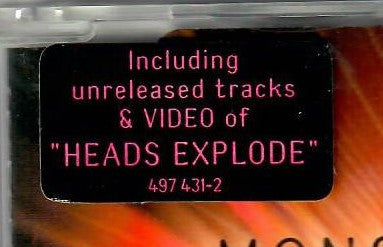 Including
unreleased tracks
& VIDEO of
"HEADS EXPLODE"
497 431-2